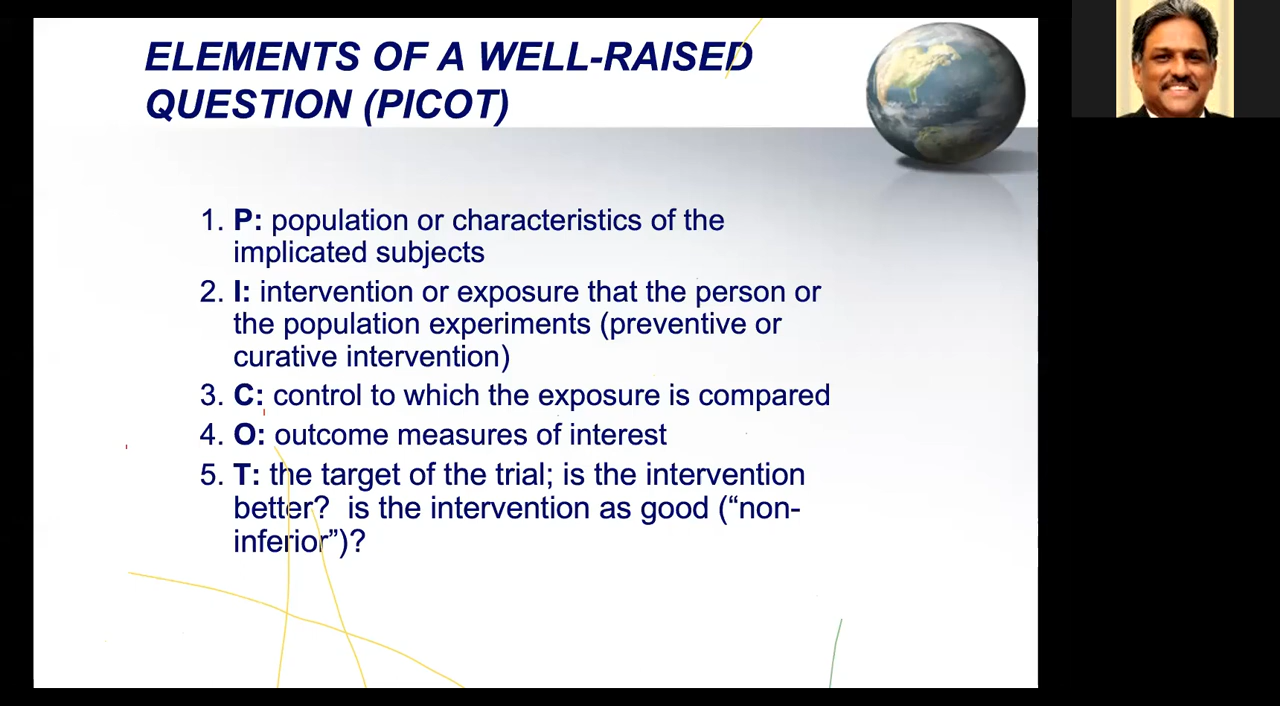 ELEMENTS OF A WELL-RAISED
QUESTION (PICOT)
1. P: population or characteristics of the
implicated subjects
2. I: intervention or exposure that the person or
the population experiments (preventive or
curative intervention)
3. C: control to which the exposure is compared
4. O: outcome measures of interest
5. T: the target of the trial; is the intervention
better?  is the intervention as good (“non-
inferior”)?